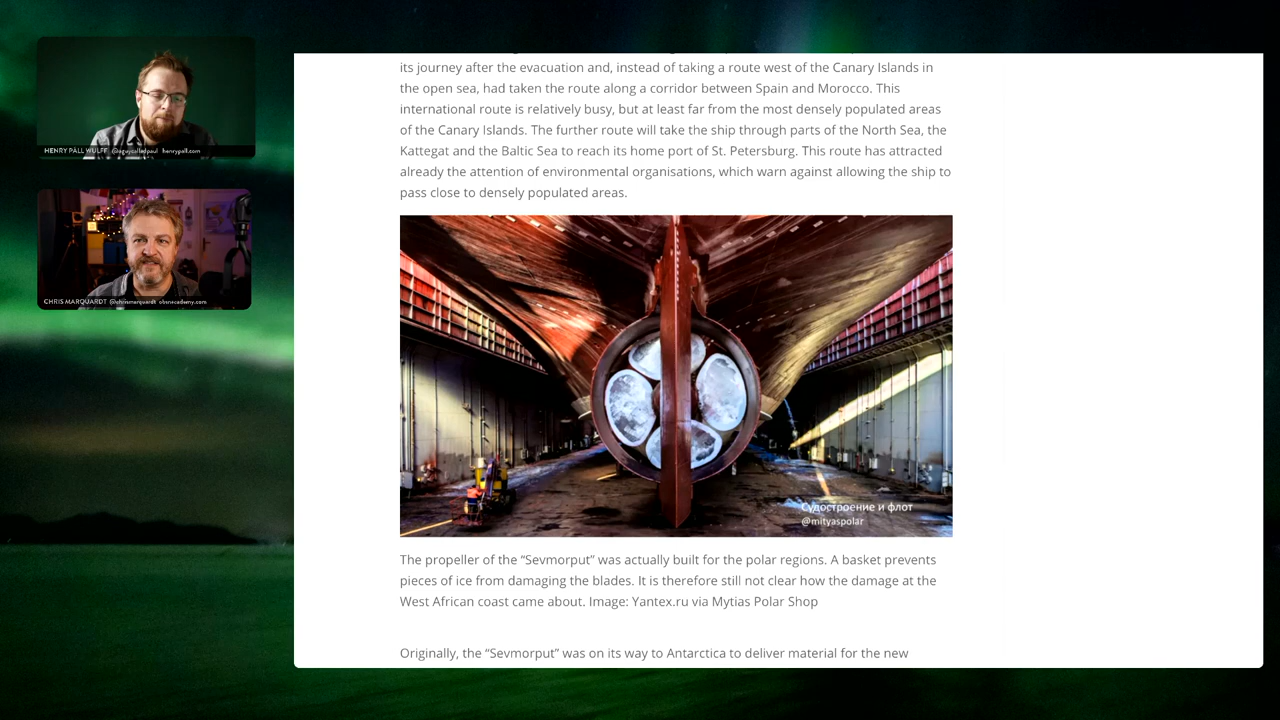 HENRY PÁLL WULFF @aguycalledpaul henrypall.com
CHRIS MARQUARDT @chrismarquardt obsnecademy.com
its journey after the evacuation and, instead of taking a route west of the Canary Islands in
the open sea, had taken the route along a corridor between Spain and Morocco. This
international route is relatively busy, but at least far from the most densely populated areas
of the Canary Islands. The further route will take the ship through parts of the North Sea, the
Kattegat and the Baltic Sea to reach its home port of St. Petersburg. This route has attracted
already the attention of environmental organisations, which warn against allowing the ship to
pass close to densely populated areas.
Судостроение и флот
@mityaspolar
The propeller of the “Sevmorput” was actually built for the polar regions. A basket prevents
pieces of ice from damaging the blades. It is therefore still not clear how the damage at the
West African coast came about. Image: Yantex.ru via Mytias Polar Shop
Originally, the “Sevmorput” was on its way to Antarctica to deliver material for the new